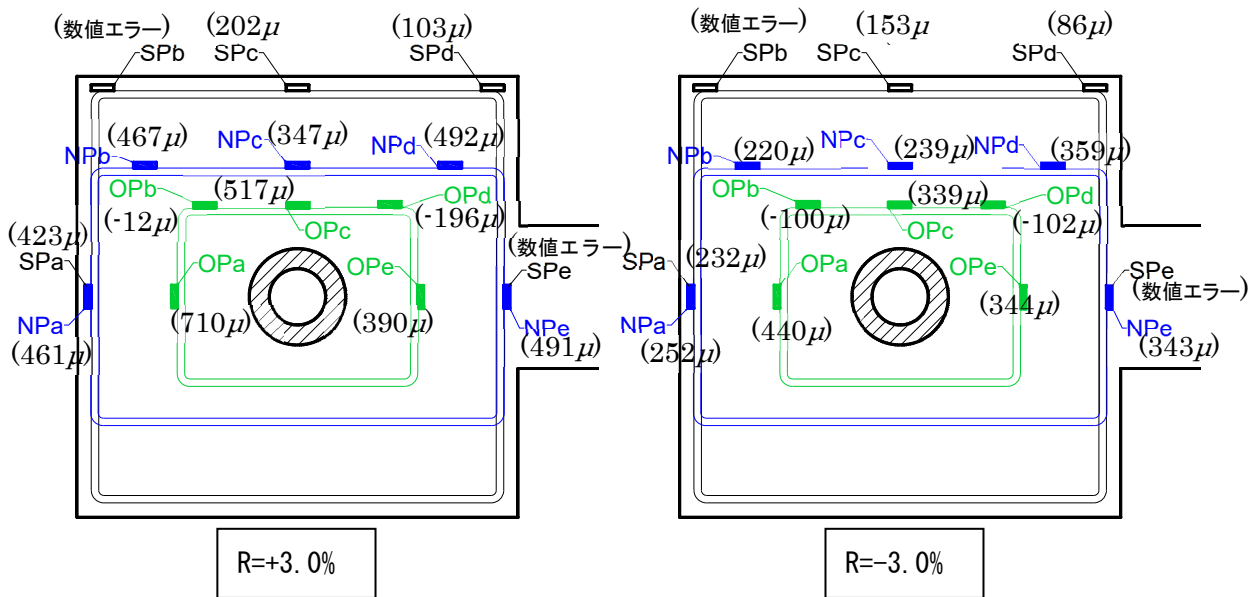 (数値エラー)
(202μ
(103μ)
SPb
SPc
SPd
(467μ)
(347μ)
(492μ)
NPb
NPc
NPd
OPb
(517μ)
OPd
(-12μ)
OPc
(-196μ)
(423μ)
(数値エラー)
SPa
OPa
OPe
SPe
NPa
(710μ)
(390μ)
NPe
(461μ)
(491μ)
R=+3.0%
(数値エラー)
(153μ
(86μ)
SPb
SPc
SPd
NPb
(220μ)
NPc
(239μ)
NPd
(359μ)
OPb
(339μ)
OPd
(-100μ)
OPc
(-102μ)
SPa
(232μ)
OPa
OPe
SPe
(数値エラー)
NPa
(440μ)
(344μ)
NPe
(252μ)
(343μ)
R=-3.0%